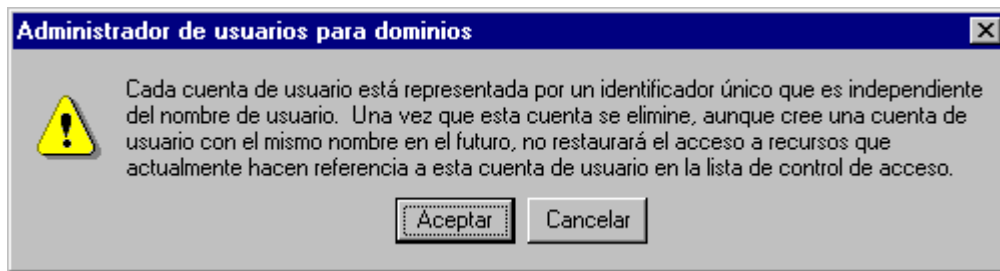 Administrador de usuarios para dominios
Cada cuenta de usuario está representada por un identificador único que es independiente
del nombre de usuario.  Una vez que esta cuenta se elimine, aunque cree una cuenta de
usuario con el mismo nombre en el futuro, no restaurará el acceso a recursos que
actualmente hacen referencia a esta cuenta de usuario en la lista de control de acceso.
Aceptar
Cancelar